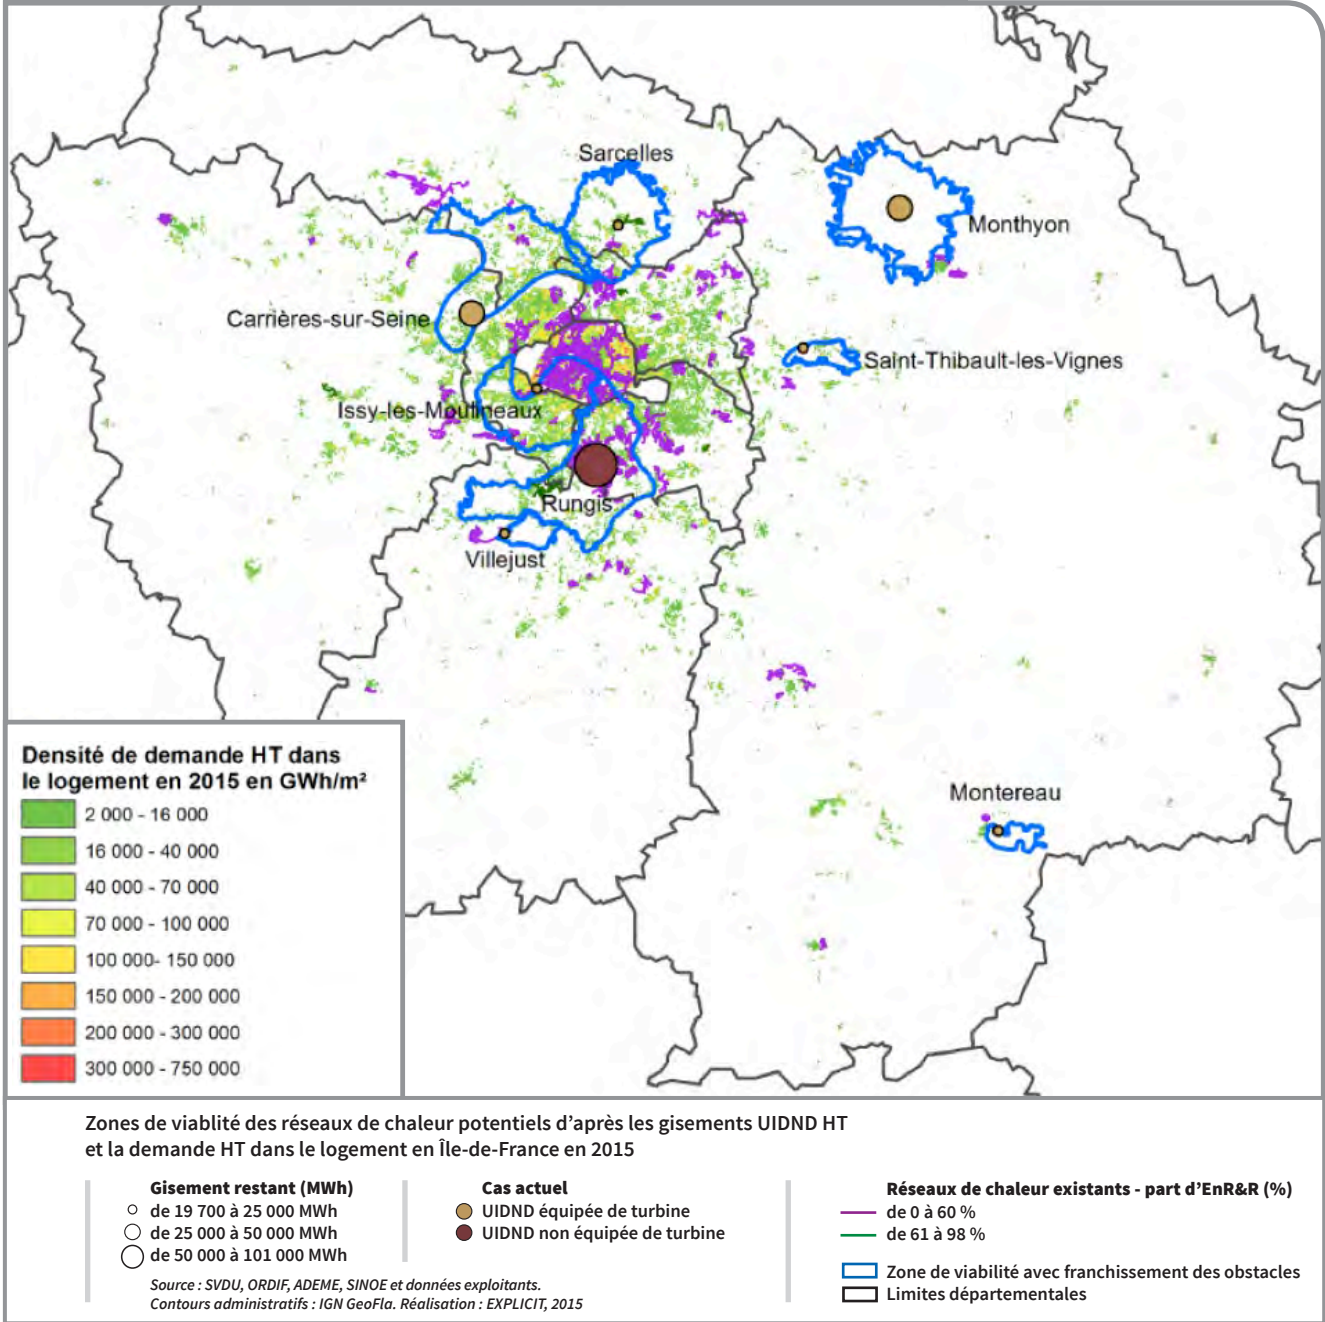 Sarcelles
Monthyon
Carrières-sur-Seine
Saint-Thibault-les-Vignes
Issy-les-Moulineaux
Rungis
Villejust
Montereau
Densité de demande HT dans
le logement en 2015 en GWh/m²
2 000 - 16 000
16 000 - 40 000
40 000 - 70 000
70 000 - 100 000
100 000- 150 000
150 000 - 200 000
200 000 - 300 000
300 000 - 750 000
Zones de viablité des réseaux de chaleur potentiels d'après les gisements UIDND HT
et la demande HT dans le logement en Île-de-France en 2015
Gisement restant (MWh)
de 19 700 à 25 000 MWh
de 25 000 à 50 000 MWh
de 50 000 à 101 000 MWh
Cas actuel
UIDND équipée de turbine
UIDND non équipée de turbine
Réseaux de chaleur existants - part d'EnR&R (%)
de 0 à 60 %
de 61 à 98 %
Zone de viabilité avec franchissement des obstacles
Limites départementales
Source : SVDU, ORDIF, ADEME, SINOE et données exploitants.
Contours administratifs : IGN GeoFla. Réalisation : EXPLICIT, 2015